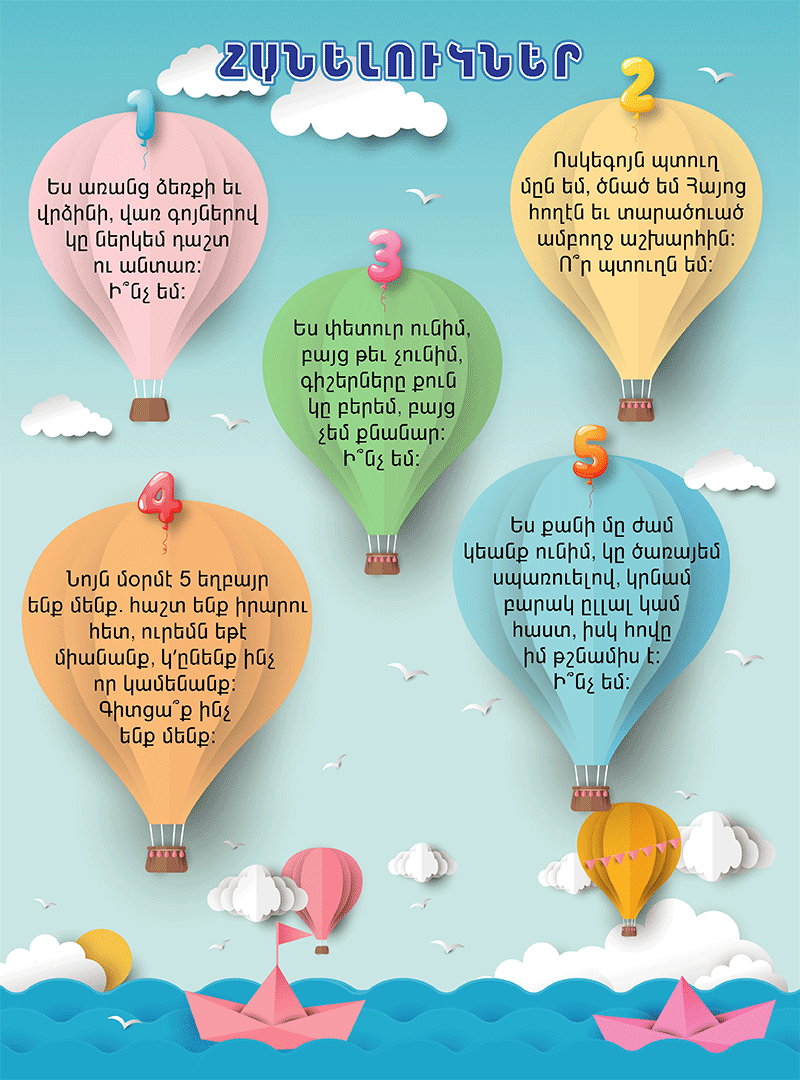 ՀԱՆԵԼՈՒԿՆԵՐ
1
Ես առանց ձեռքի եւ
վրձինի, վառ գոյներով
կը ներկեմ դաշտ
ու անտառ:
Ի՞նչ եմ:
2
Ոսկեգոյն պտուղ
մըն եմ, ծնած եմ Հայոց
հողէն եւ տարածուած
ամբողջ աշխարհին:
Ո՞ր պտուղն եմ:
3
Ես փետուր ունիմ,
բայց թեւ չունիմ,
գիշերները քուն
կը բերեմ, բայց
չեմ քնանար:
Ի՞նչ եմ:
4
Նոյն մօրմէ 5 եղբայր
ենք մենք. հաշտ ենք իրարու
հետ, ուրեմն եթէ
միանանք, կ՛ընենք ինչ
որ կամենանք:
Գիտցա՞ք ինչ
ենք մենք:
5
Ես քանի մը ժամ
կեանք ունիմ, կը ծառայեմ
սպառուելով, կրնամ
բարակ ըլլալ կամ
հաստ, իսկ հովը
իմ թշնամիս է:
Ի՞նչ եմ: